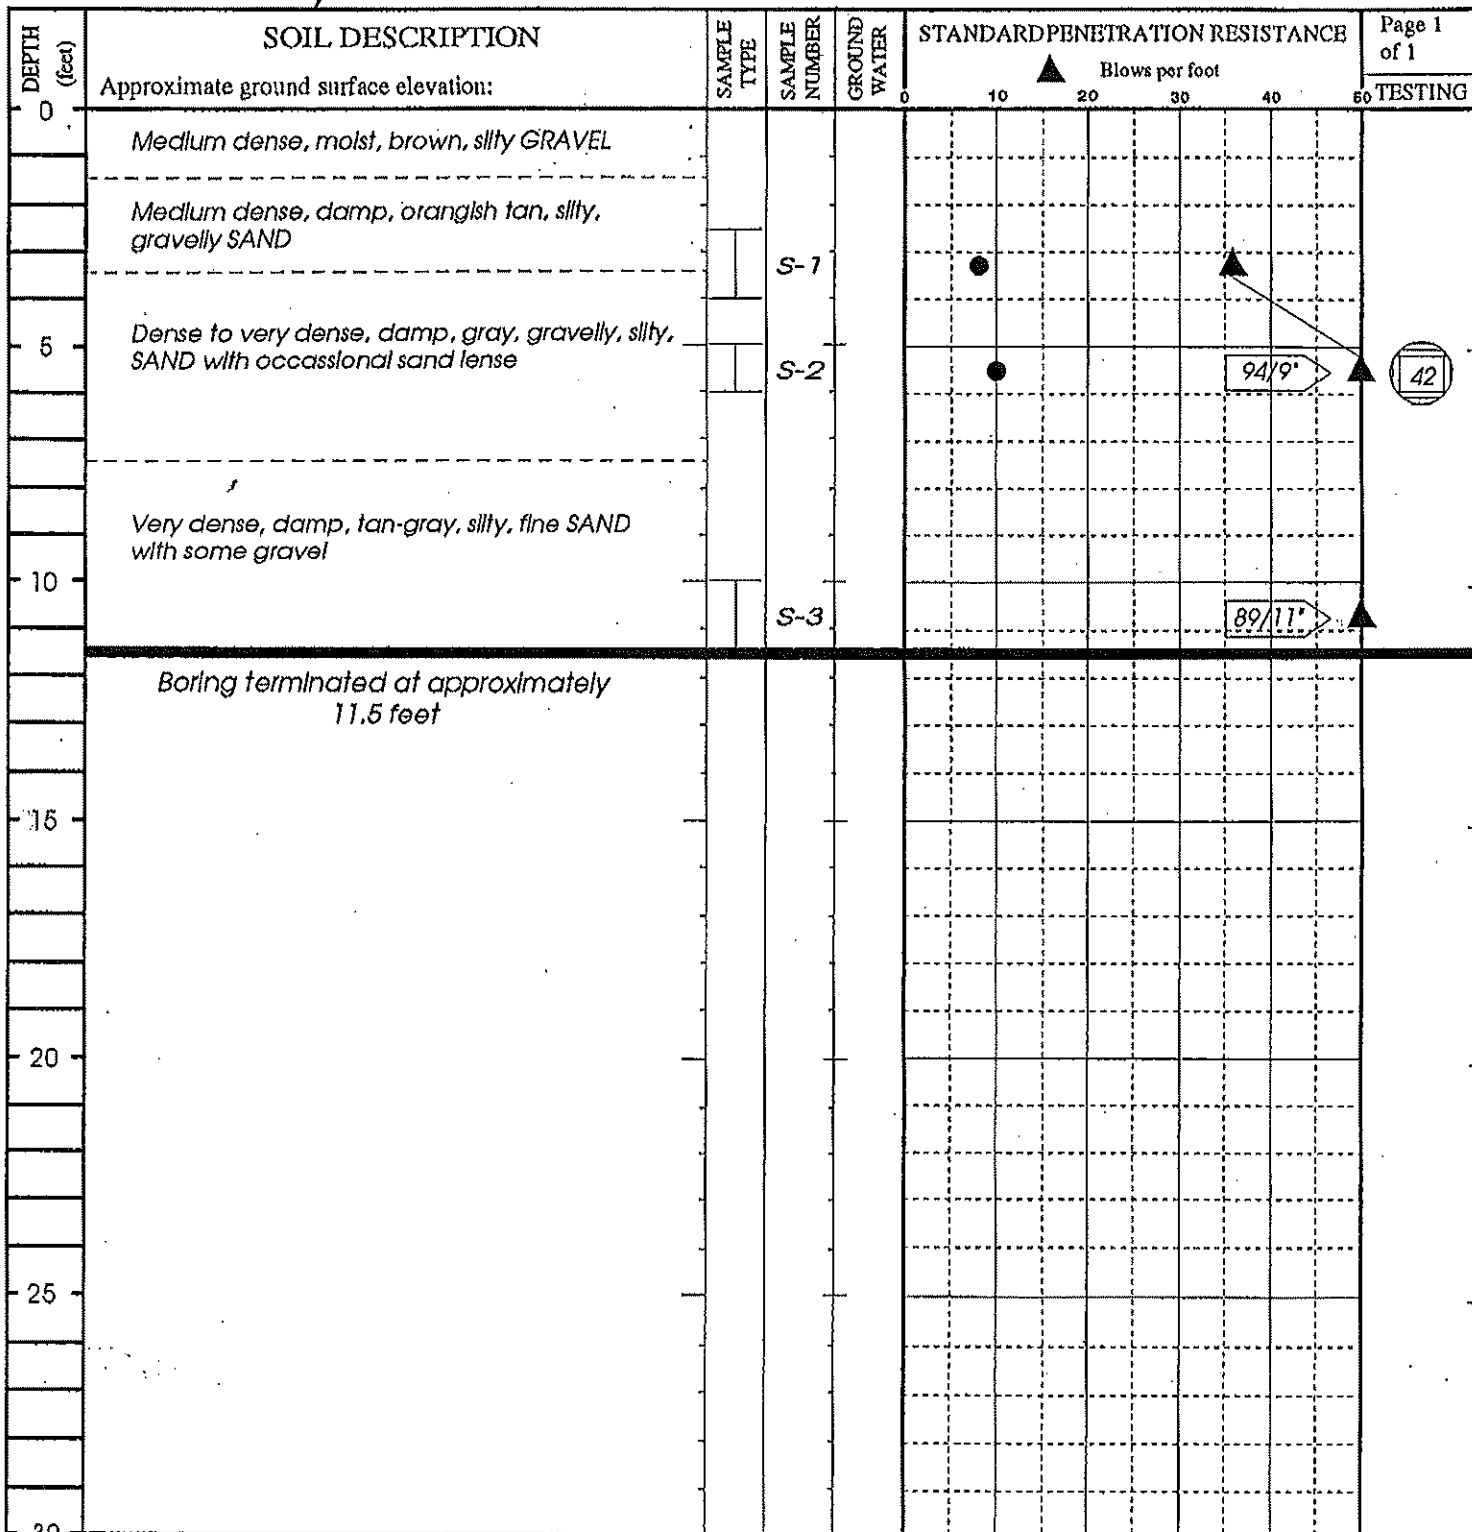 DEPTH
(feet)
SOIL DESCRIPTION
Approximate ground surface elevation:
SAMPLE
TYPE
SAMPLE
NUMBER
GROUND
WATER
STANDARD PENETRATION RESISTANCE
Blows per foot
Page 1
of 1
TESTING
0 10 20 30 40 60
0
Medium dense, moist, brown, silty GRAVEL
Medium dense, damp, orangish tan, silty,
gravelly SAND
S-1
Dense to very dense, damp, gray, gravelly, silty,
SAND with occassional sand lense
5
S-2
94/9"
42
Very dense, damp, tan-gray, silty, fine SAND
with some gravel
10
S-3
89/11"
Boring terminated at approximately
11.5 feet
15
20
25
30